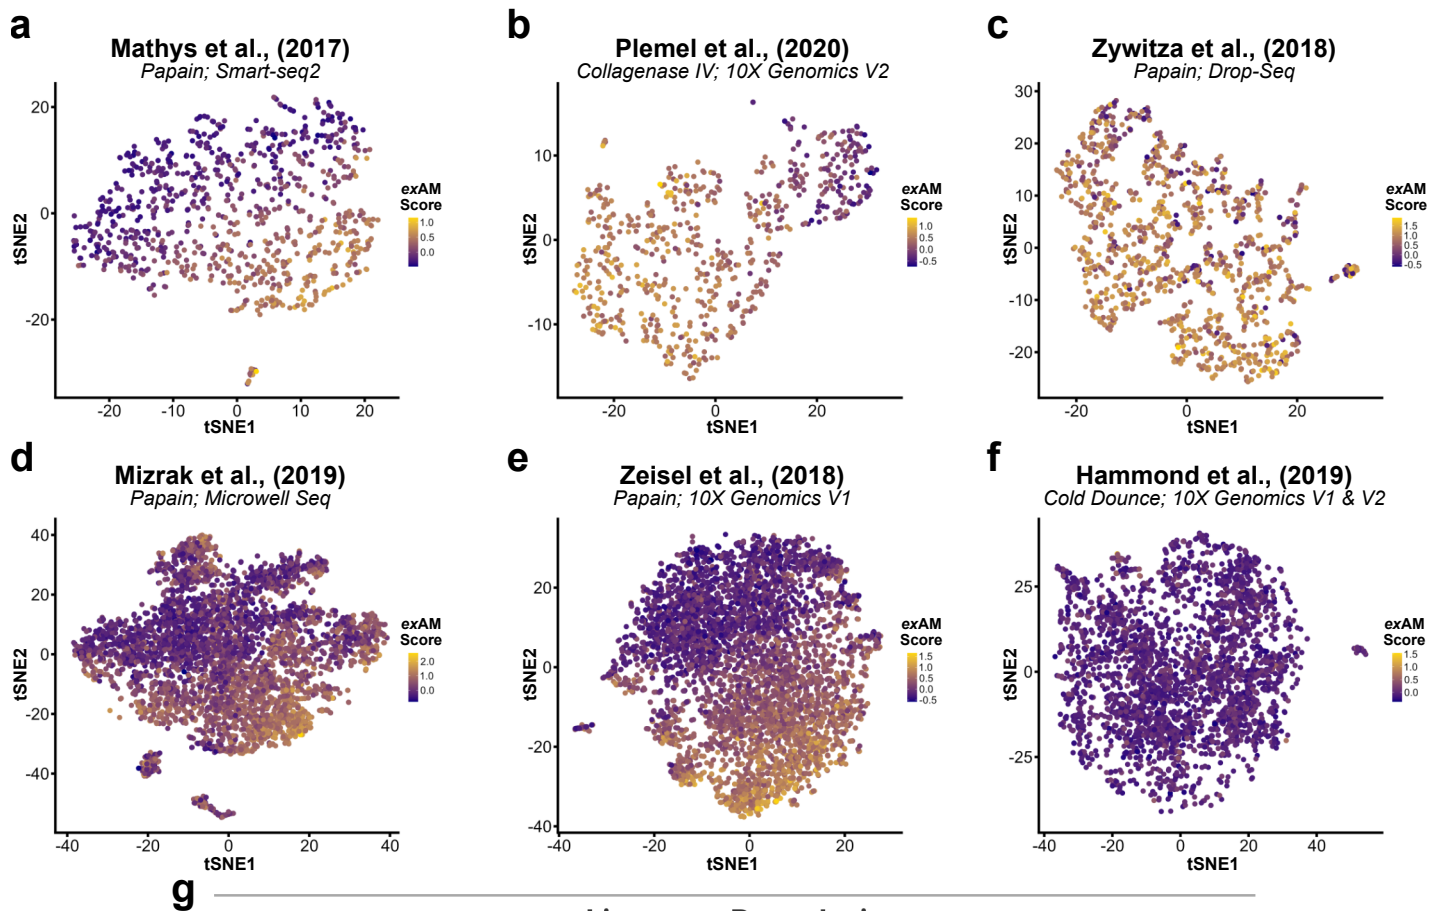 a
Mathys et al., (2017)
Papain; Smart-seq2
20
0
-20
tSNE2
-20 -10 0 10 20
tSNE1
exAM
Score
1.0
0.5
0.0
b
Plemel et al., (2020)
Collagenase IV; 10X Genomics V2
10
0
-10
tSNE2
-20 0 20
tSNE1
exAM
Score
1.0
0.5
0.0
-0.5
c
Zywitza et al., (2018)
Papain; Drop-Seq
30
20
10
0
-10
-20
tSNE2
-20 0 20
tSNE1
exAM
Score
1.5
1.0
0.5
0.0
-0.5
d
Mizrak et al., (2019)
Papain; Microwell Seq
40
20
0
-20
-40
tSNE2
-40 -20 0 20 40
tSNE1
exAM
Score
2.0
1.0
0.0
e
Zeisel et al., (2018)
Papain; 10X Genomics V1
20
0
-20
-40
tSNE2
-40 -20 0 20
tSNE1
exAM
Score
1.5
1.0
0.5
0.0
-0.5
f
Hammond et al., (2019)
Cold Dounce; 10X Genomics V1 & V2
25
0
-25
tSNE2
-40 -20 0 20 40
tSNE1
exAM
Score
1.5
1.0
0.5
0.0
g